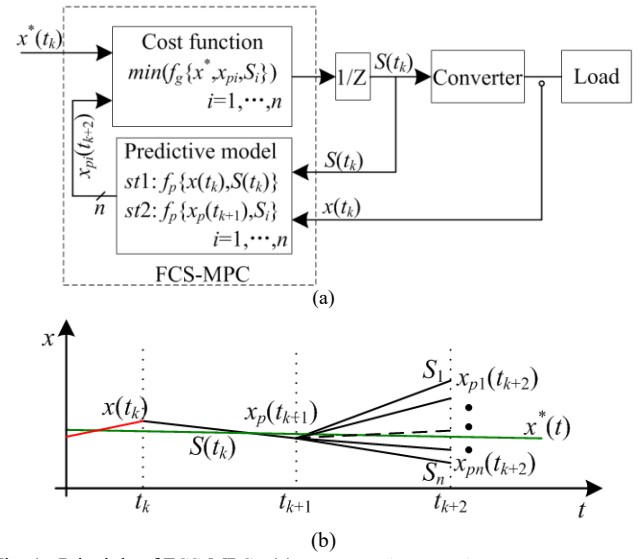 x*(tk)
Cost function
min(fg{x*,xpi,Si})
i=1,···,n
1/Z
S(tk)
Converter
Load
xpi(tk+2)
n
Predictive model
st1: fp{x(tk),S(tk)}
st2: fp{xp(tk+1),Si}
i=1,···,n
S(tk)
x(tk)
FCS-MPC
(a)
x
S1
xp1(tk+2)
x(tk)
xp(tk+1)
x*(t)
S(tk)
Sn
xpn(tk+2)
tk
tk+1
tk+2
t
(b)